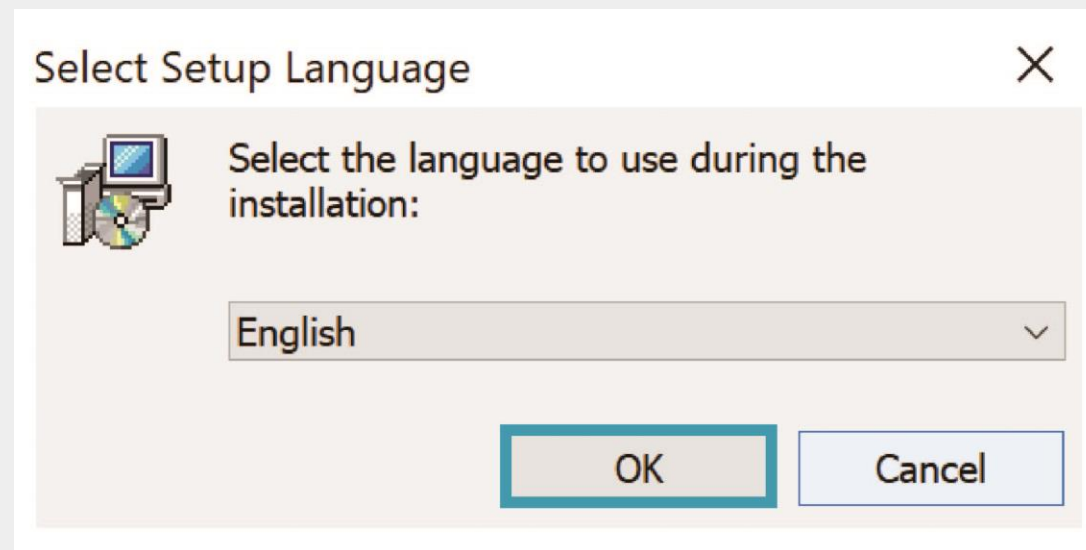 Select Setup Language
Select the language to use during the
installation:
English
OK
Cancel